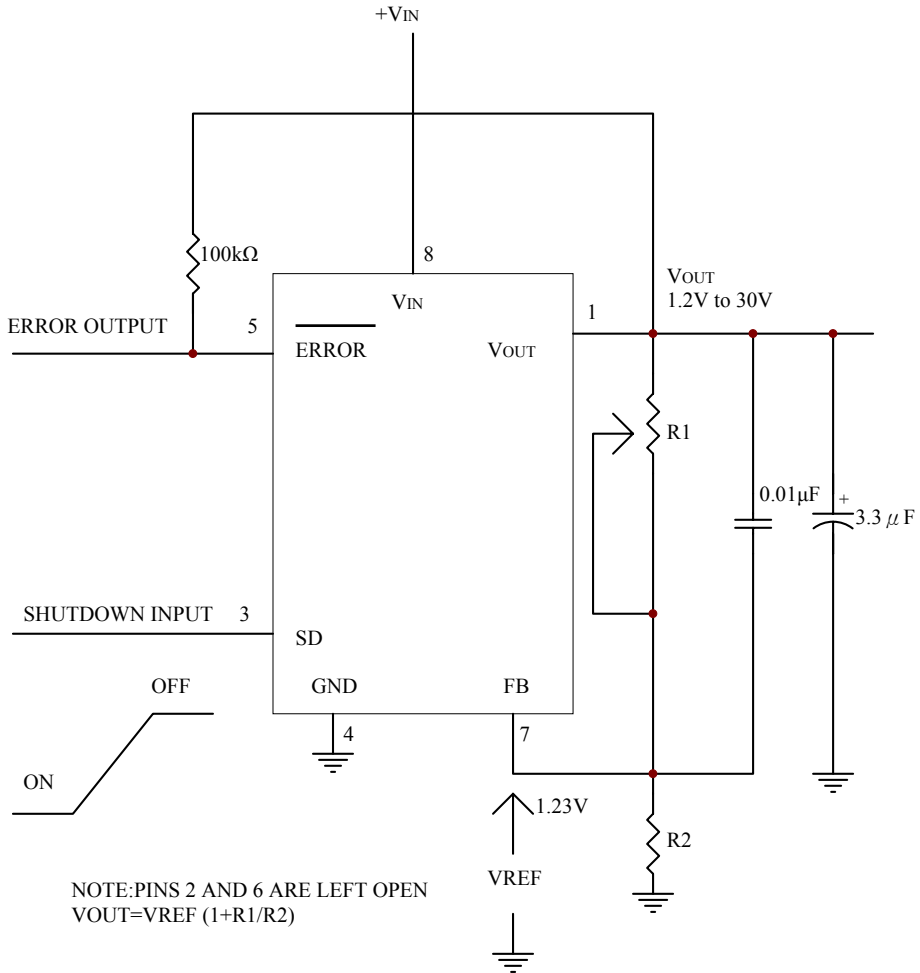 +VIN
100kΩ
8
VIN
VOUT
1.2V to 30V
1
ERROR OUTPUT 5
ERROR
VOUT
R1
0.01µF
+
3.3 μ F
SHUTDOWN INPUT 3
SD
OFF
GND
FB
4
7
ON
1.23V
R2
VREF
NOTE:PINS 2 AND 6 ARE LEFT OPEN
VOUT=VREF (1+R1/R2)